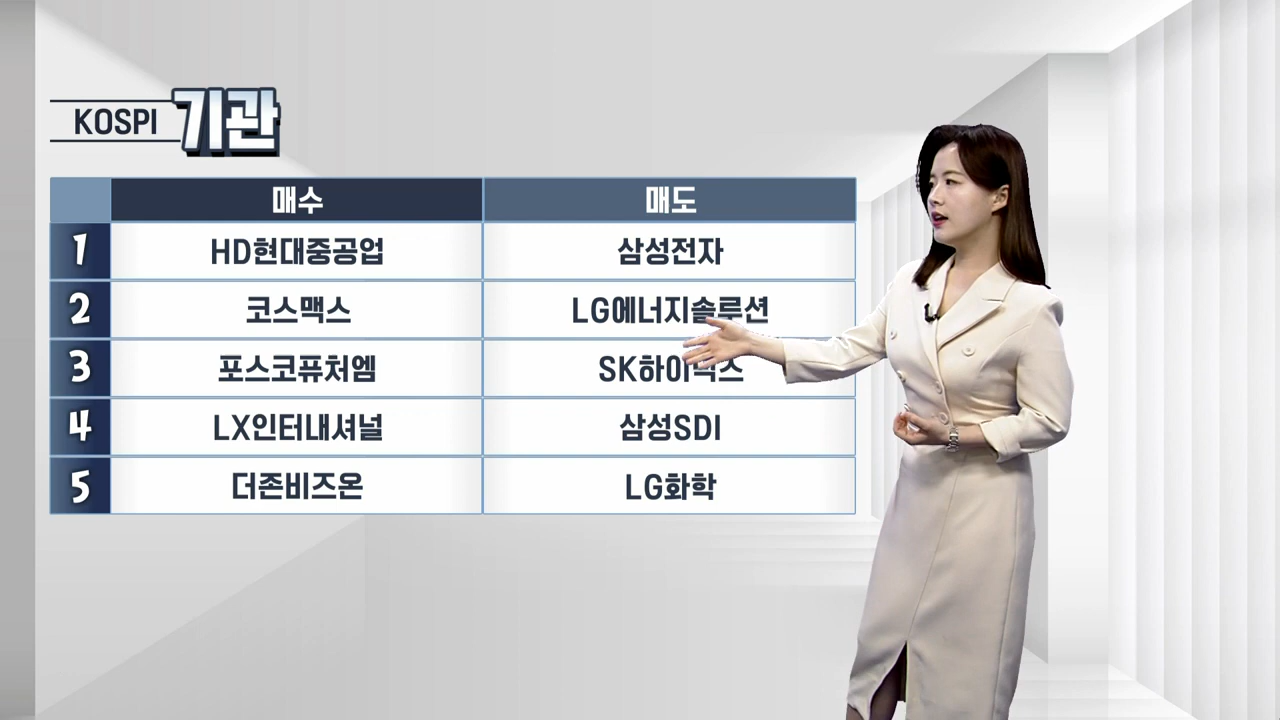 KOSPI 기관
매수 매도
1 HD현대중공업 삼성전자
2 코스맥스 LG에너지솔루션
3 포스코퓨처엠 SK하이닉스
4 LX인터내셔널 삼성SDI
5 더존비즈온 LG화학